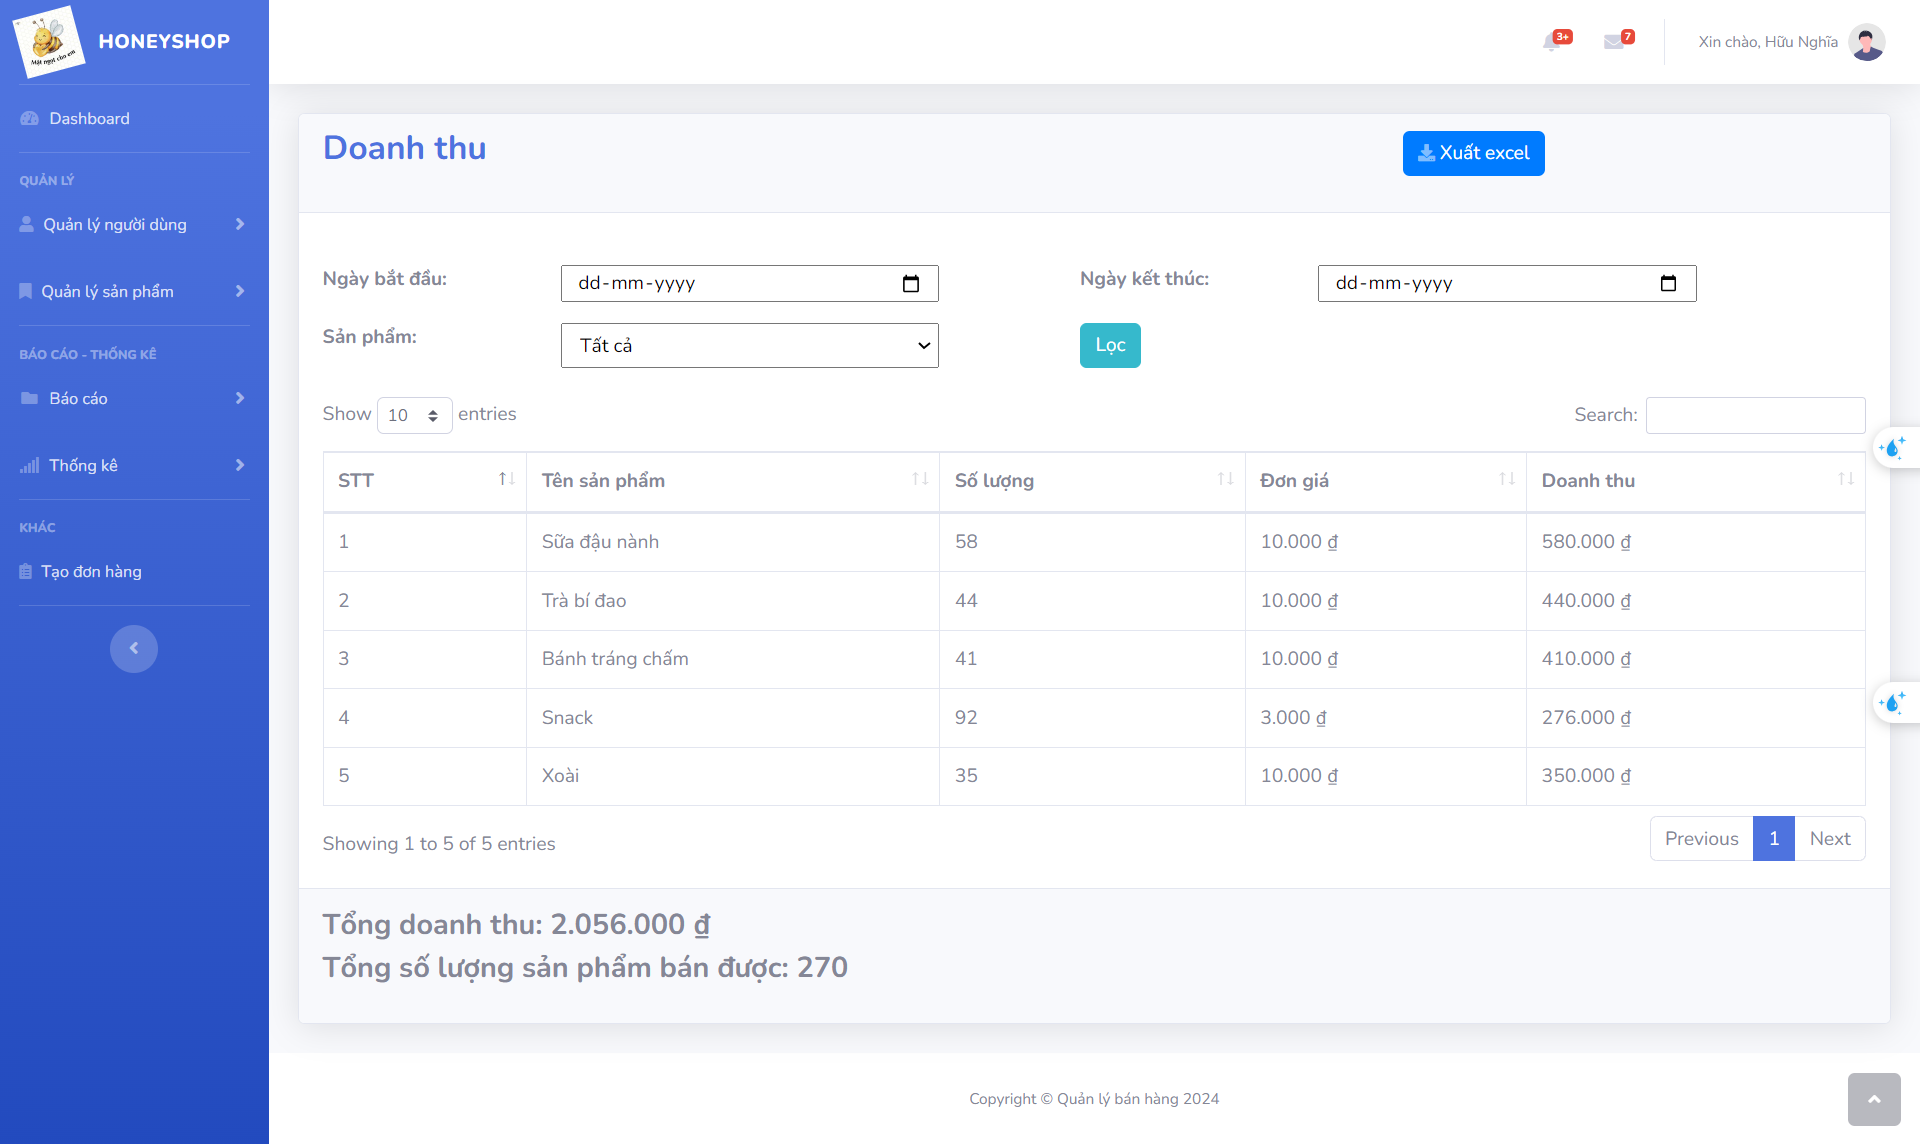 Mật ngọt cho em
HONEYSHOP
3+
7
Xin chào, Hữu Nghĩa
Dashboard
QUẢN LÝ
Quản lý người dùng
Quản lý sản phẩm
BÁO CÁO - THỐNG KÊ
Báo cáo
Thống kê
KHÁC
Tạo đơn hàng
Doanh thu
Xuất excel
Ngày bắt đầu:
dd-mm-yyyy
Ngày kết thúc:
dd-mm-yyyy
Sản phẩm:
Tất cả
Lọc
Show 10 entries
Search:
STT Tên sản phẩm Số lượng Đơn giá Doanh thu
1 Sữa đậu nành 58 10.000 ₫ 580.000 ₫
2 Trà bí đao 44 10.000 ₫ 440.000 ₫
3 Bánh tráng chấm 41 10.000 ₫ 410.000 ₫
4 Snack 92 3.000 ₫ 276.000 ₫
5 Xoài 35 10.000 ₫ 350.000 ₫
Showing 1 to 5 of 5 entries
Previous 1 Next
Tổng doanh thu: 2.056.000 ₫
Tổng số lượng sản phẩm bán được: 270
Copyright © Quản lý bán hàng 2024